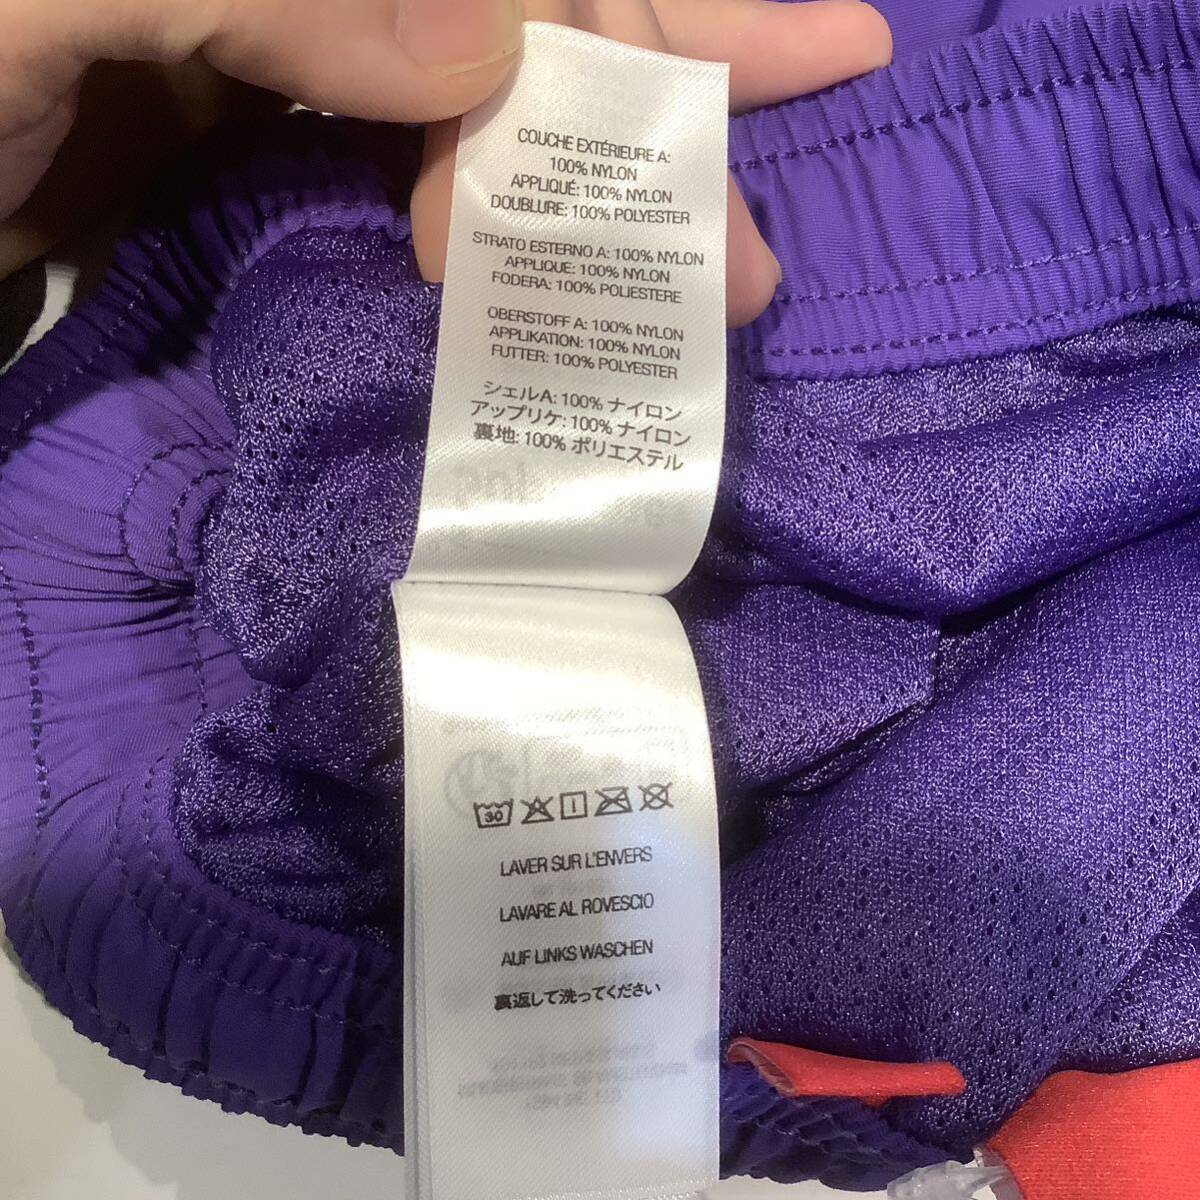 COUCHE EXTÉRIEURE A:
100% NYLON
APPLIQUÉ: 100% NYLON
DOUBLURE: 100% POLYESTER
STRATO ESTERNO A: 100% NYLON
APPLIQUE: 100% NYLON
FODERA: 100% POLIESTERE
OBERSTOFF A: 100% NYLON
APPLIKATION: 100% NYLON
FUTTER: 100% POLYESTER
シェルA: 100% ナイロン
アップリケ: 100% ナイロン
裏地: 100% ポリエステル
30
LAVER SUR L'ENVERS
LAVARE AL ROVESCIO
AUF LINKS WASCHEN
裏返して洗ってください